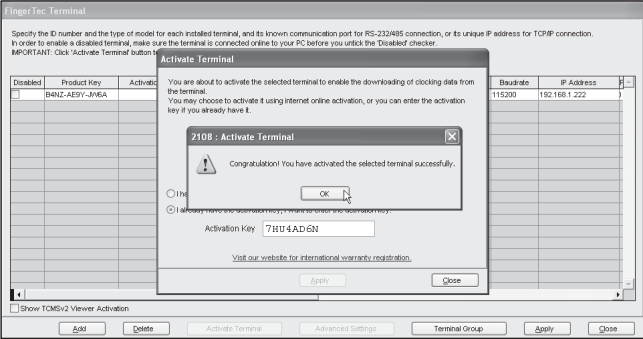 FingerTec Terminal
Specify the ID number and the type of model for each installed terminal, and its known communication port for RS-232/485 connection, or its unique IP address for TCP/IP connection.
In order to enable a disabled terminal, make sure the terminal is connected online to your PC before you untick the 'Disabled' checker.
IMPORTANT: Click 'Activate Terminal' button t
Activate Terminal
You are about to activate the selected terminal to enable the downloading of clocking data from
the terminal.
You may choose to activate it using internet online activation, or you can enter the activation
key if you already have it.
Disabled Product Key Activatio Baudrate IP Address
B4NZ-AE9Y-JW6A 115200 192.168.1.222
2108 : Activate Terminal
Congratulation! You have activated the selected terminal successfully.
OK
I he
I already have the activation key, I want to enter the activation key.
Activation Key 7HU4AD6N
Visit our website for international warranty registration.
Apply Close
Show TCMSv2 Viewer Activation
Add Delete Activate Terminal Advanced Settings Terminal Group Apply Close